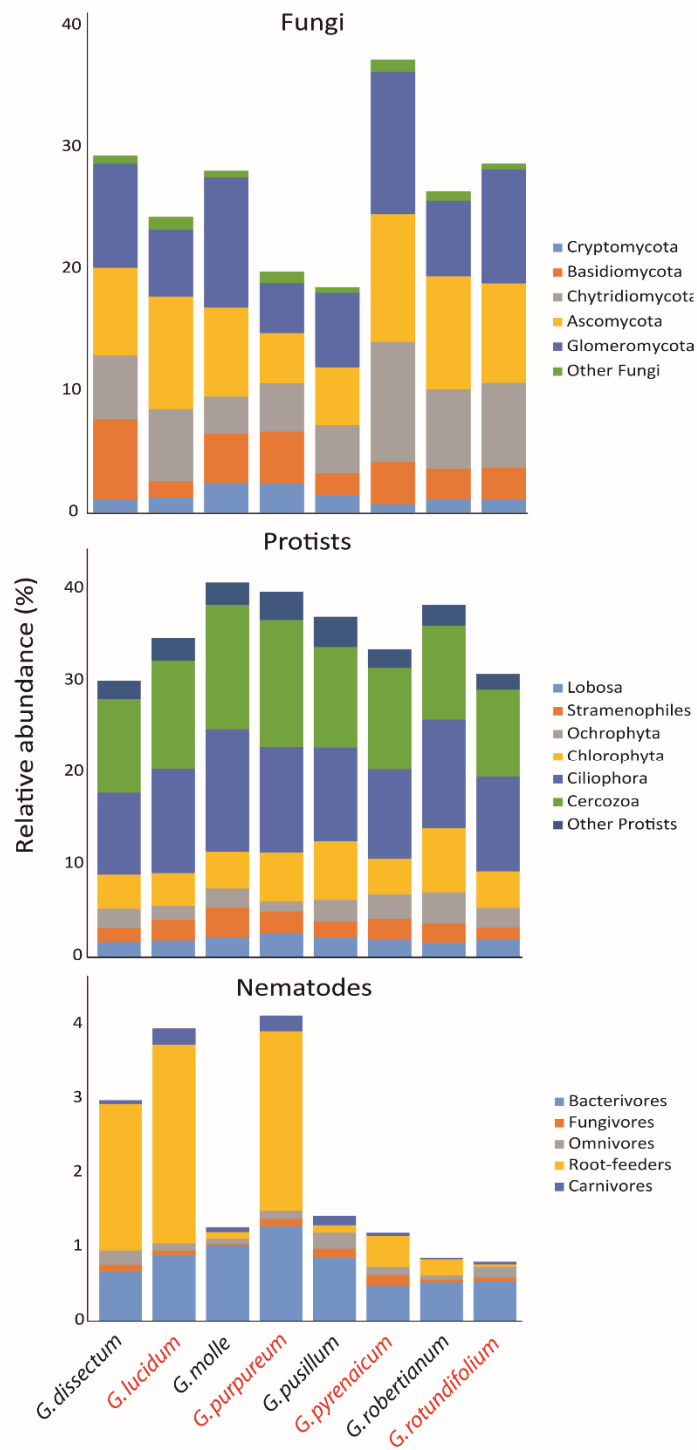 Fungi
40
30
20
10
0
Cryptomycota
Basidiomycota
Chytridiomycota
Ascomycota
Glomeromycota
Other Fungi
Protists
40
30
20
10
0
Lobosa
Stramenophiles
Ochrophyta
Chlorophyta
Ciliophora
Cercozoa
Other Protists
Relative abundance (%)
Nematodes
4
3
2
1
0
Bacterivores
Fungivores
Omnivores
Root-feeders
Carnivores
G. dissectum
G. lucidum
G. molle
G. purpureum
G. pusillum
G. pyrenaicum
G. robertianum
G. rotundifolium